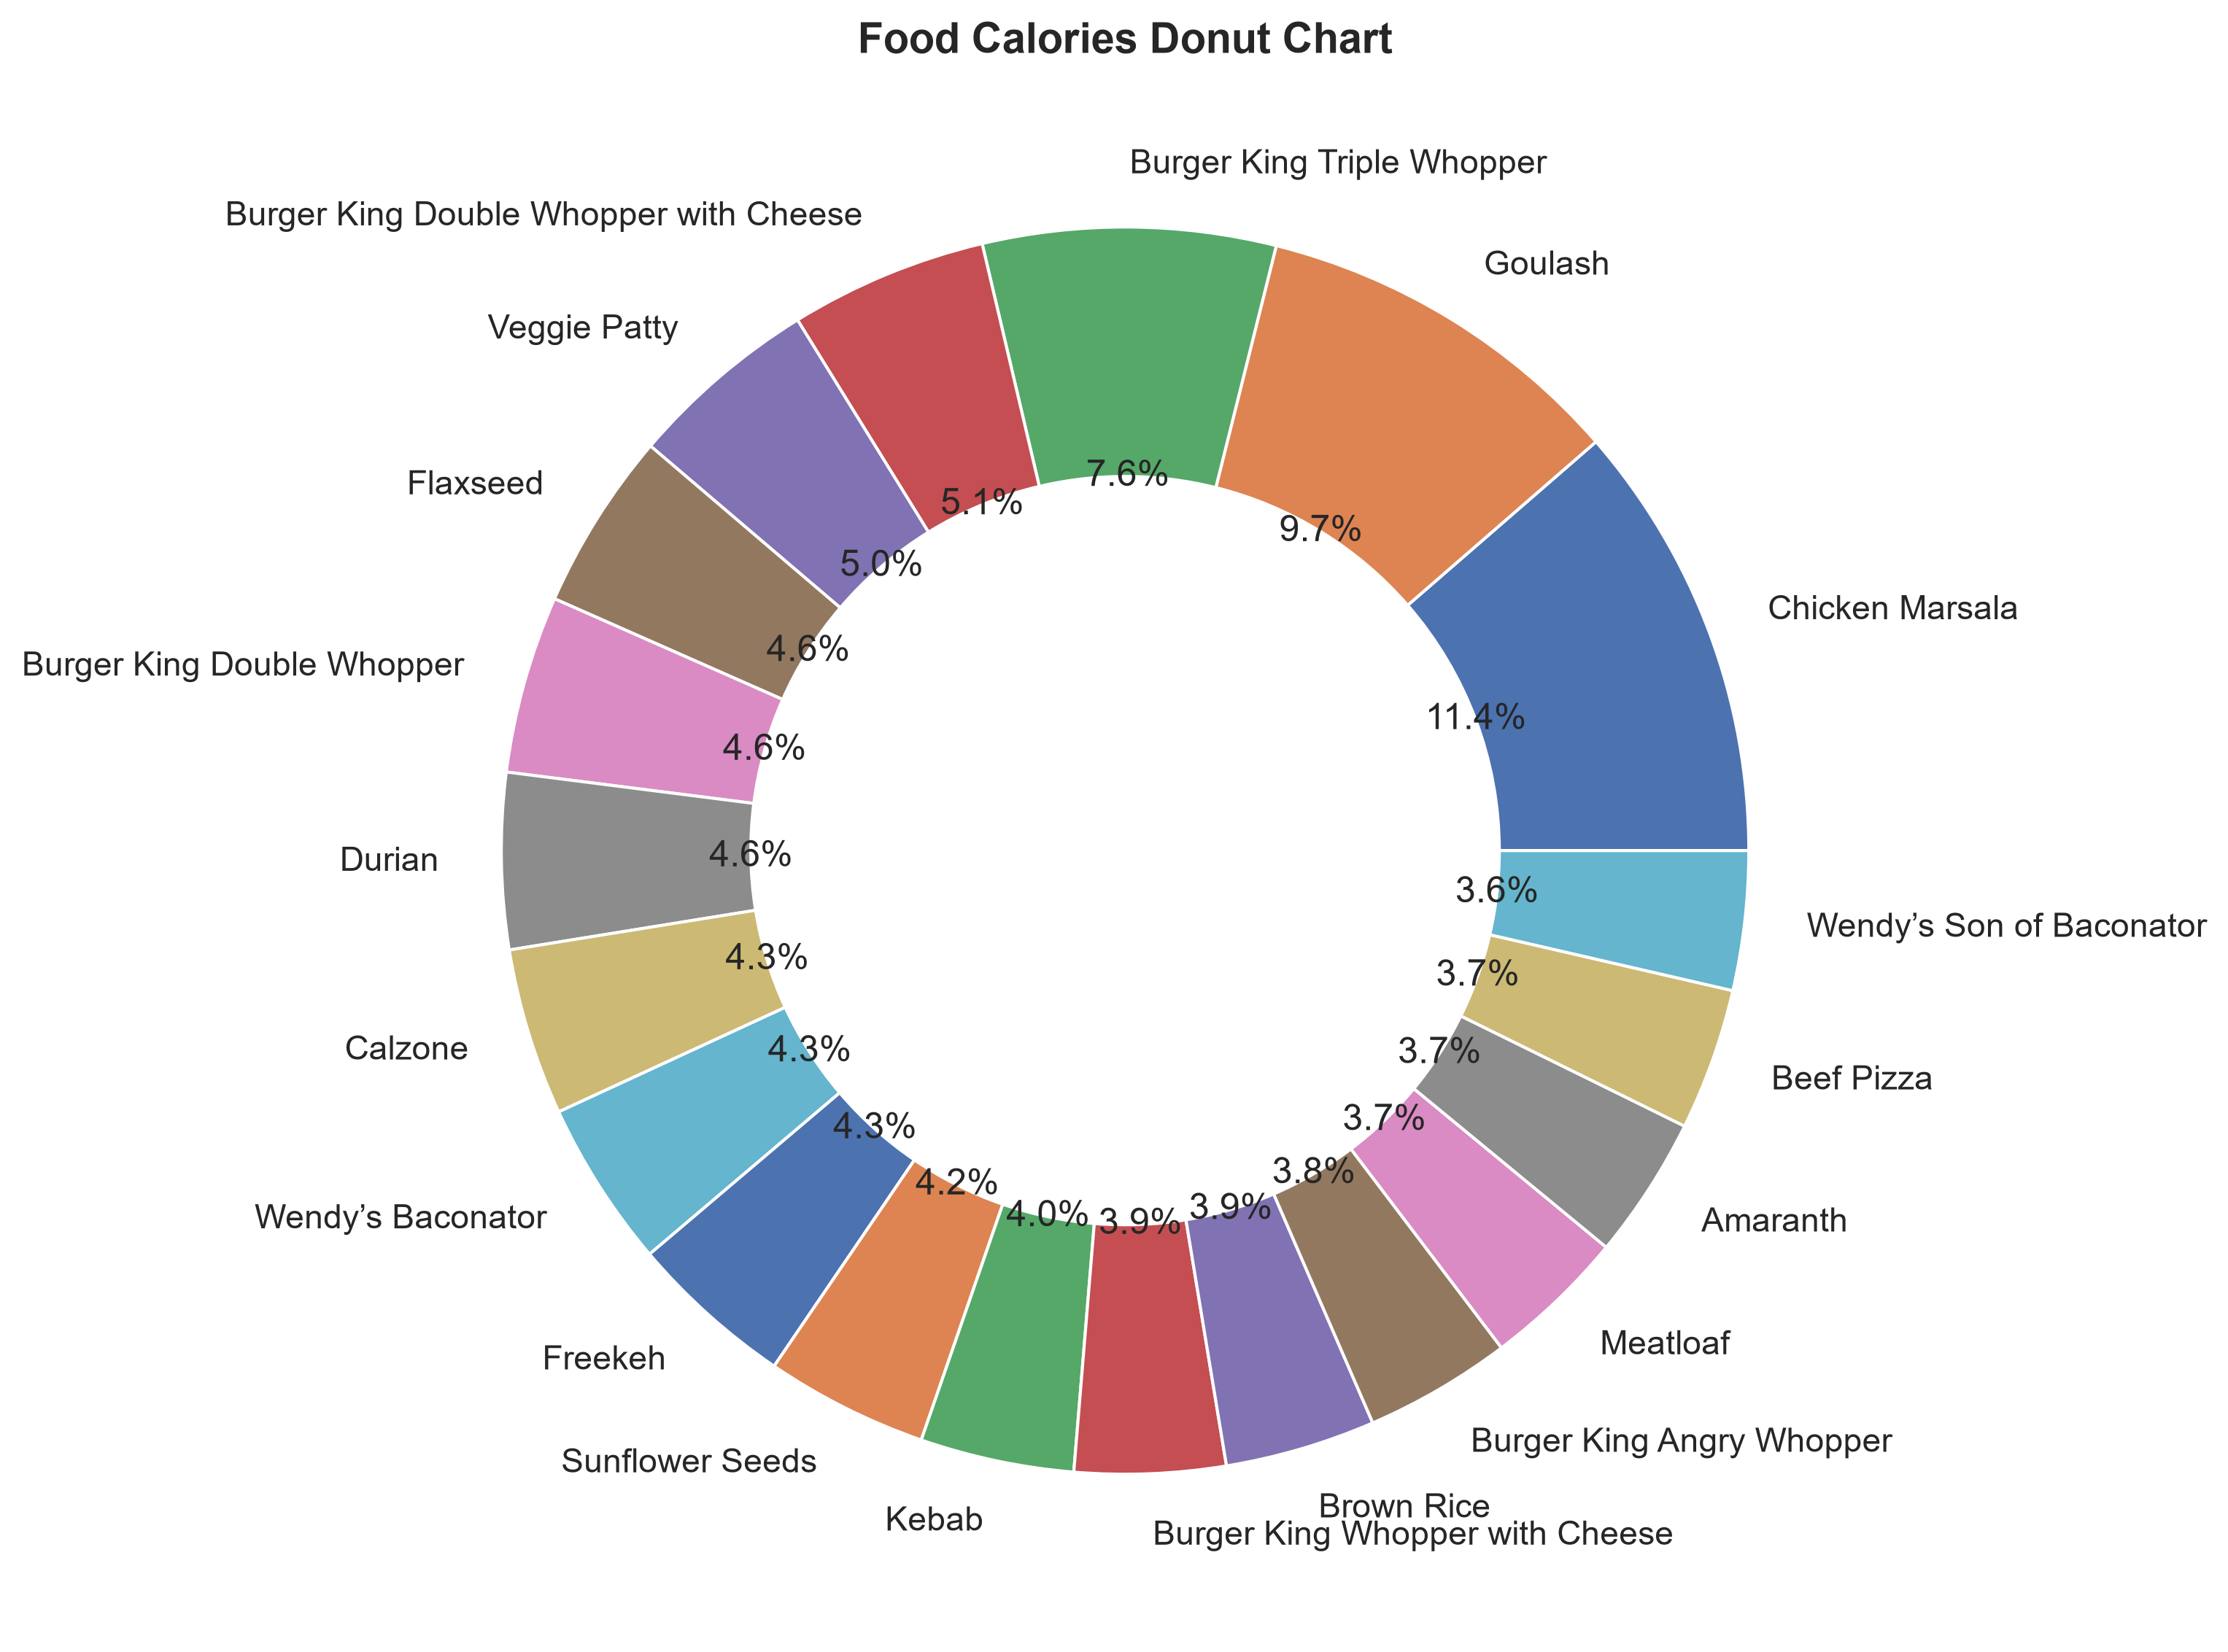 Food Calories Donut Chart
Burger King Triple Whopper
Burger King Double Whopper with Cheese
Goulash
Veggie Patty
7.6%
Flaxseed
5.1%
9.7%
5.0%
Chicken Marsala
4.6%
Burger King Double Whopper
11.4%
4.6%
4.6%
Durian
3.6%
Wendy’s Son of Baconator
4.3%
3.7%
Calzone
4.3%
3.7%
Beef Pizza
3.7%
4.3%
3.8%
4.2%
3.9%
4.0%
3.9%
Wendy’s Baconator
Amaranth
Meatloaf
Freekeh
Burger King Angry Whopper
Sunflower Seeds
Brown Rice
Kebab
Burger King Whopper with Cheese